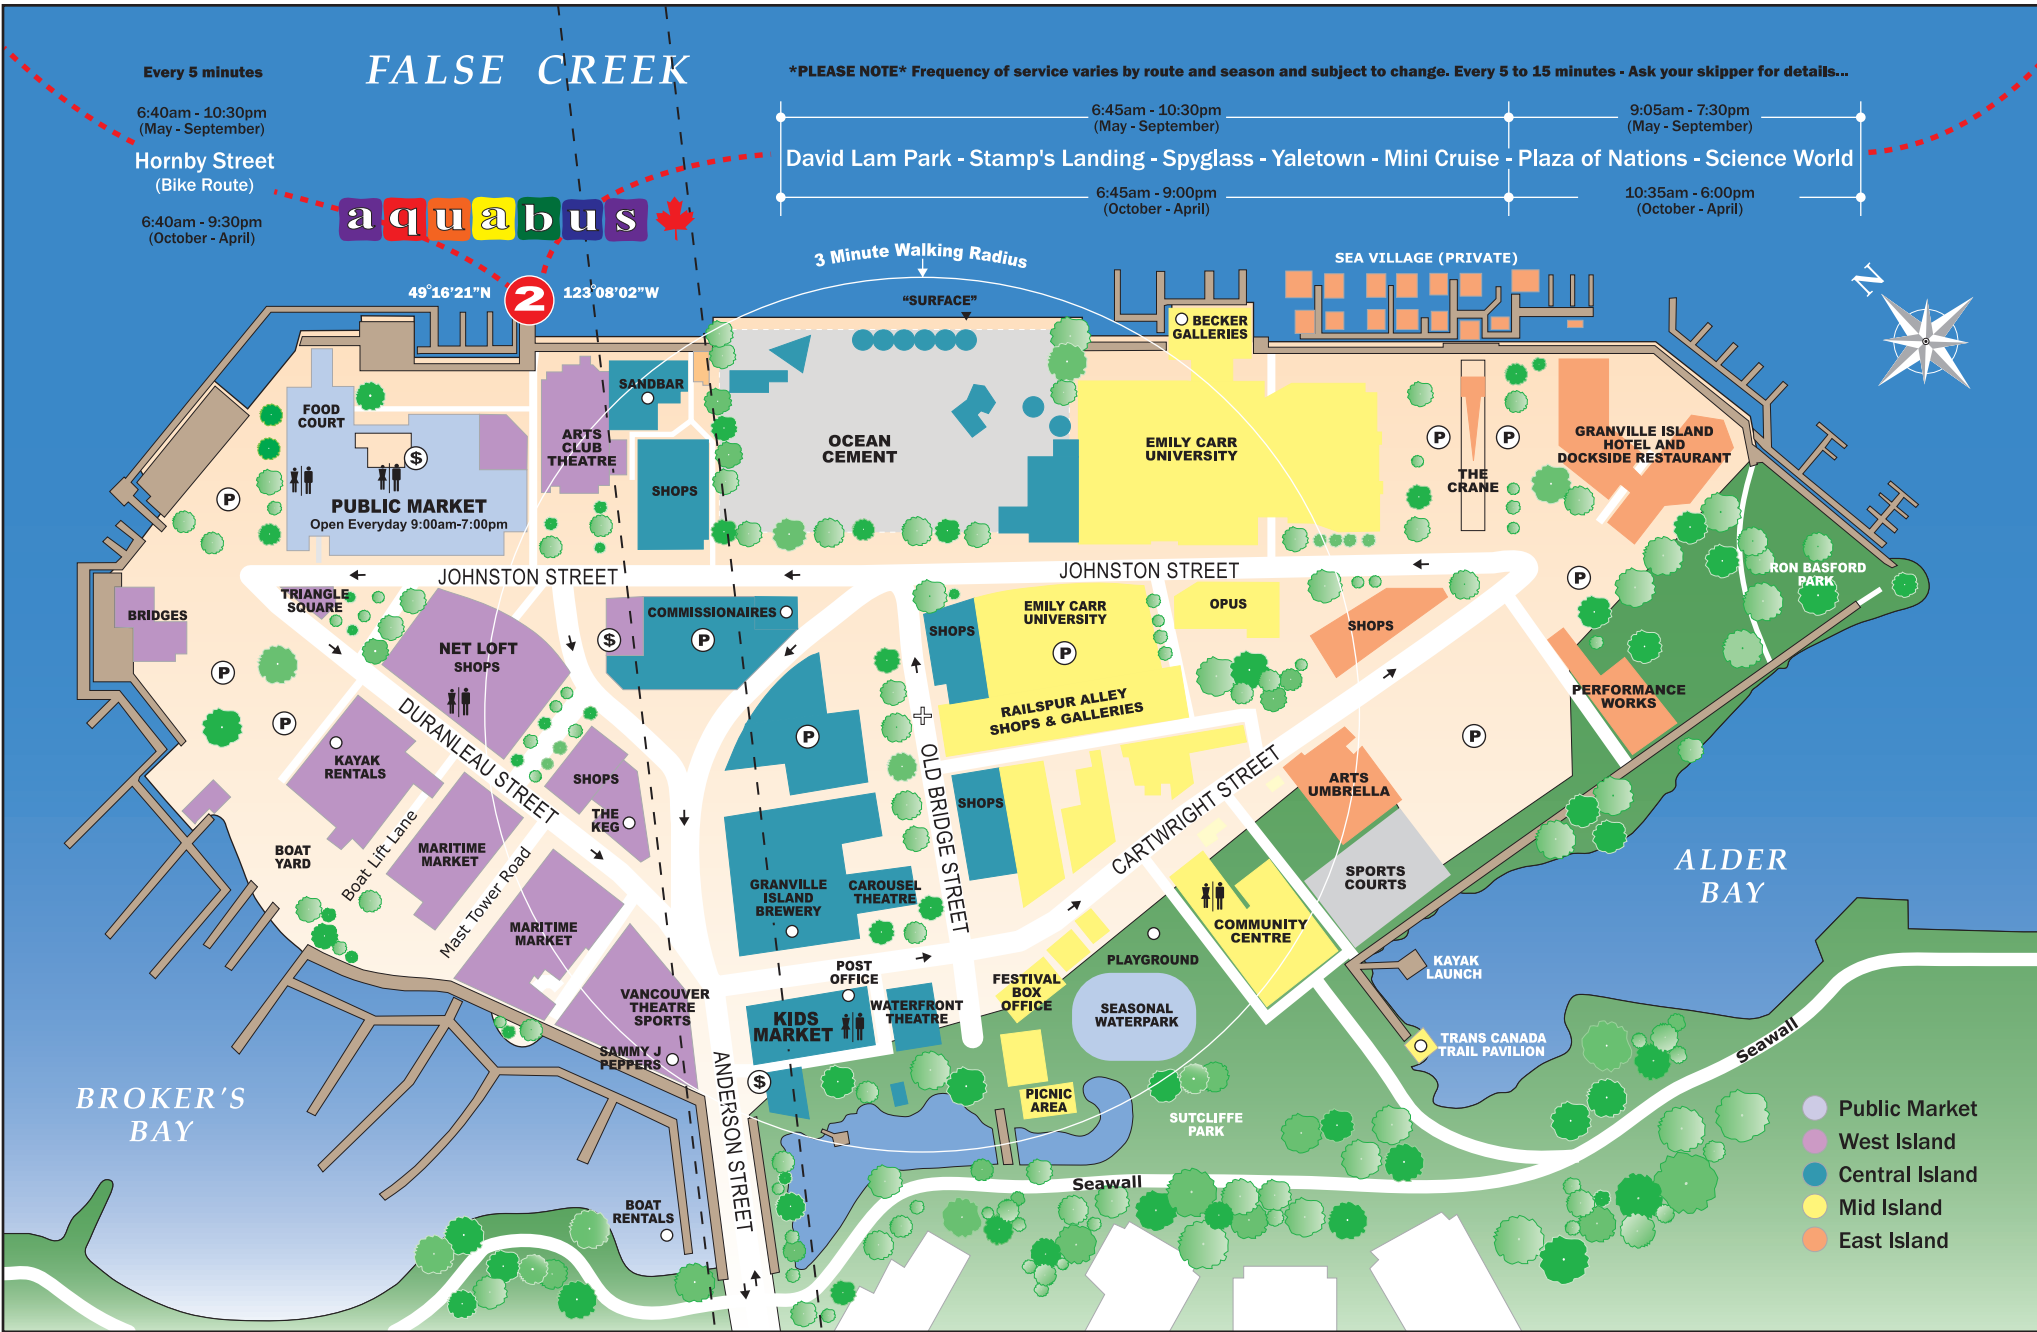 FALSE CREEK
Every 5 minutes
6:40am - 10:30pm
(May - September)
Hornby Street
(Bike Route)
6:40am - 9:30pm
(October - April)
*PLEASE NOTE* Frequency of service varies by route and season and subject to change. Every 5 to 15 minutes - Ask your skipper for details...
6:45am - 10:30pm
(May - September)
9:05am - 7:30pm
(May - September)
David Lam Park - Stamp's Landing - Spyglass - Yaletown - Mini Cruise - Plaza of Nations - Science World
6:45am - 9:00pm
(October - April)
10:35am - 6:00pm
(October - April)
aquabus
49°16'21"N
2
123°08'02"W
3 Minute Walking Radius
"SURFACE"
SEA VILLAGE (PRIVATE)
N
BECKER
GALLERIES
FOOD
COURT
$
PUBLIC MARKET
Open Everyday 9:00am-7:00pm
P
ARTS
CLUB
THEATRE
SANDBAR
SHOPS
OCEAN
CEMENT
EMILY CARR
UNIVERSITY
P
P
THE
CRANE
GRANVILLE ISLAND
HOTEL AND
DOCKSIDE RESTAURANT
JOHNSTON STREET
JOHNSTON STREET
P
RON BASFORD
PARK
TRIANGLE
SQUARE
BRIDGES
P
P
NET LOFT
SHOPS
$
COMMISSIONAIRES
P
SHOPS
EMILY CARR
UNIVERSITY
P
RAILSPUR ALLEY
SHOPS & GALLERIES
OPUS
SHOPS
PERFORMANCE
WORKS
P
DURANLEAU STREET
KAYAK
RENTALS
SHOPS
THE
KEG
P
OLD BRIDGE STREET
SHOPS
CARTWRIGHT STREET
ARTS
UMBRELLA
SPORTS
COURTS
ALDER
BAY
BOAT
YARD
Boat Lift Lane
MARITIME
MARKET
Mast Tower Road
MARITIME
MARKET
GRANVILLE
ISLAND
BREWERY
CAROUSEL
THEATRE
COMMUNITY
CENTRE
PLAYGROUND
POST
OFFICE
FESTIVAL
BOX
OFFICE
KAYAK
LAUNCH
VANCOUVER
THEATRE
SPORTS
KIDS
MARKET
WATERFRONT
THEATRE
SEASONAL
WATERPARK
SAMMY J
PEPPERS
$
TRANS CANADA
TRAIL PAVILION
Seawall
PICNIC
AREA
SUTCLIFFE
PARK
BROKER'S
BAY
ANDERSON STREET
Seawall
BOAT
RENTALS
Public Market
West Island
Central Island
Mid Island
East Island